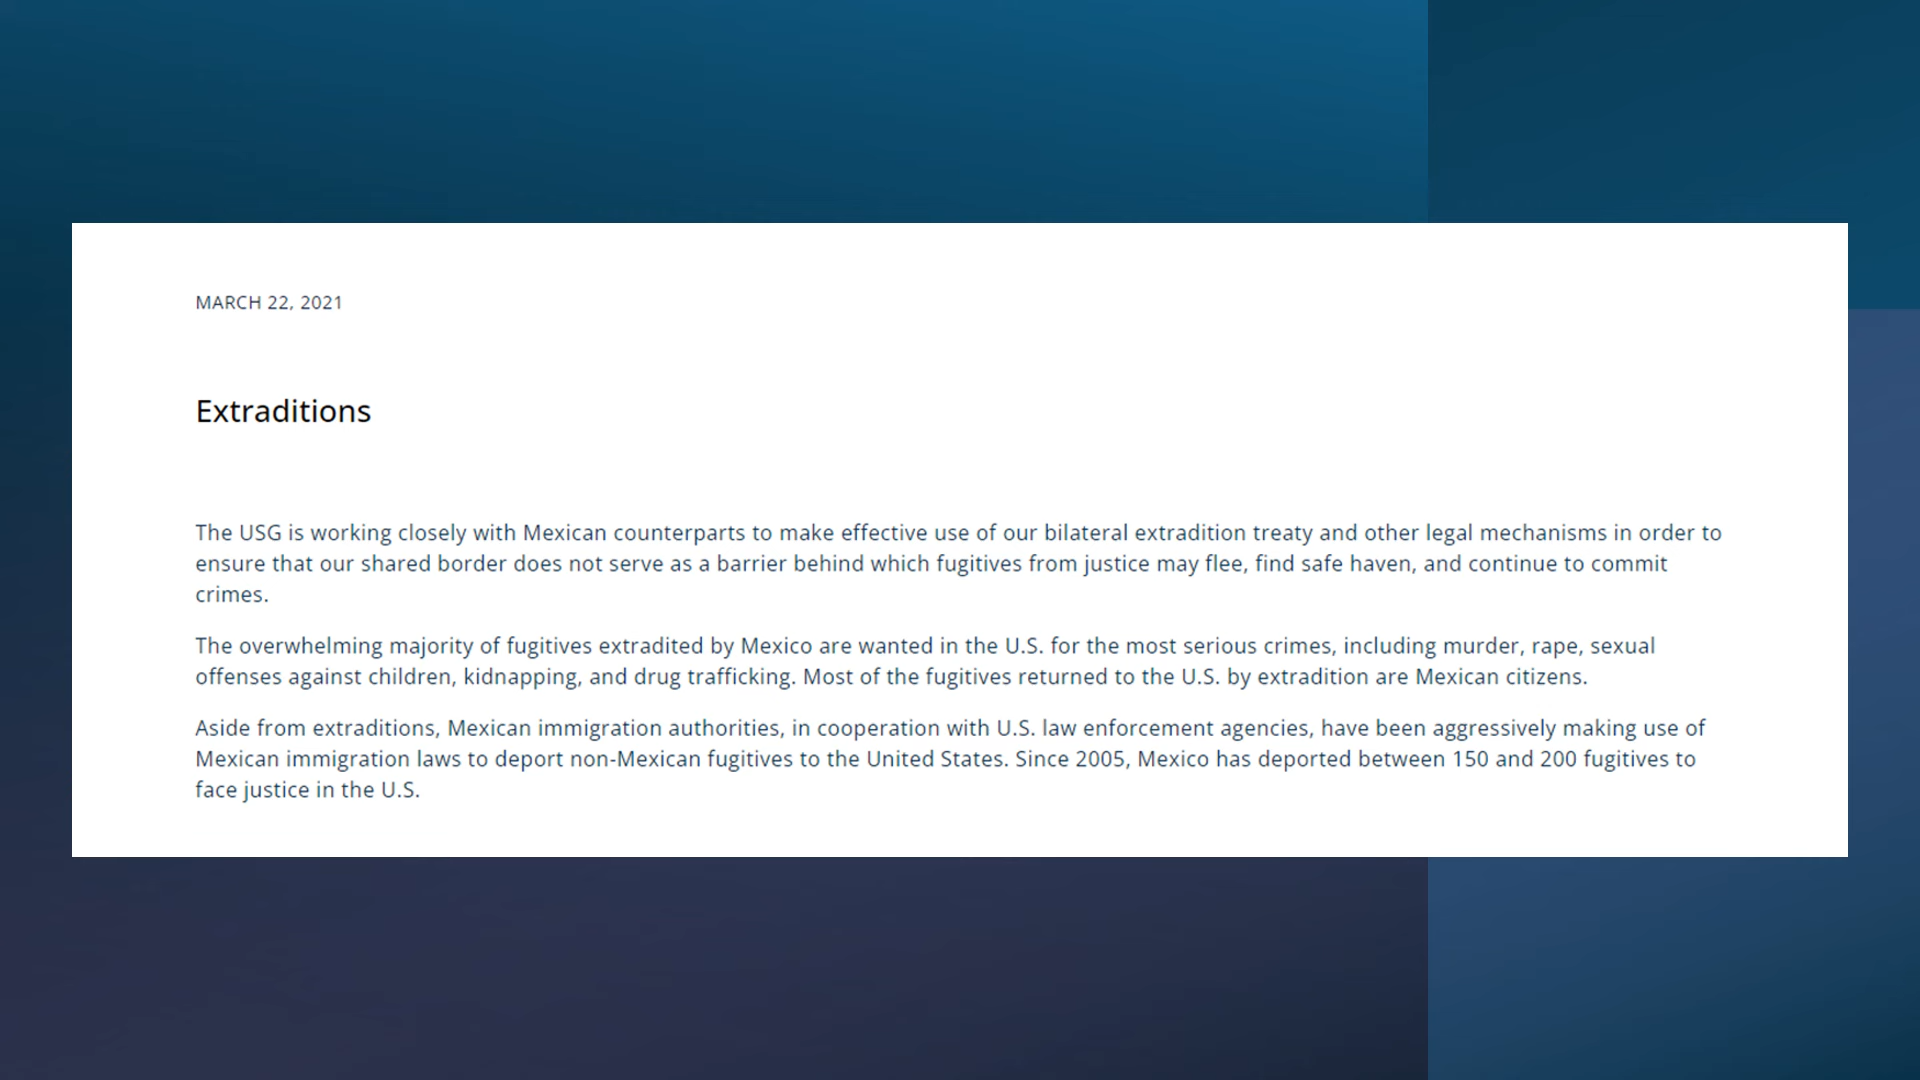 MARCH 22, 2021
Extraditions
The USG is working closely with Mexican counterparts to make effective use of our bilateral extradition treaty and other legal mechanisms in order to
ensure that our shared border does not serve as a barrier behind which fugitives from justice may flee, find safe haven, and continue to commit
crimes.
The overwhelming majority of fugitives extradited by Mexico are wanted in the U.S. for the most serious crimes, including murder, rape, sexual
offenses against children, kidnapping, and drug trafficking. Most of the fugitives returned to the U.S. by extradition are Mexican citizens.
Aside from extraditions, Mexican immigration authorities, in cooperation with U.S. law enforcement agencies, have been aggressively making use of
Mexican immigration laws to deport non-Mexican fugitives to the United States. Since 2005, Mexico has deported between 150 and 200 fugitives to
face justice in the U.S.